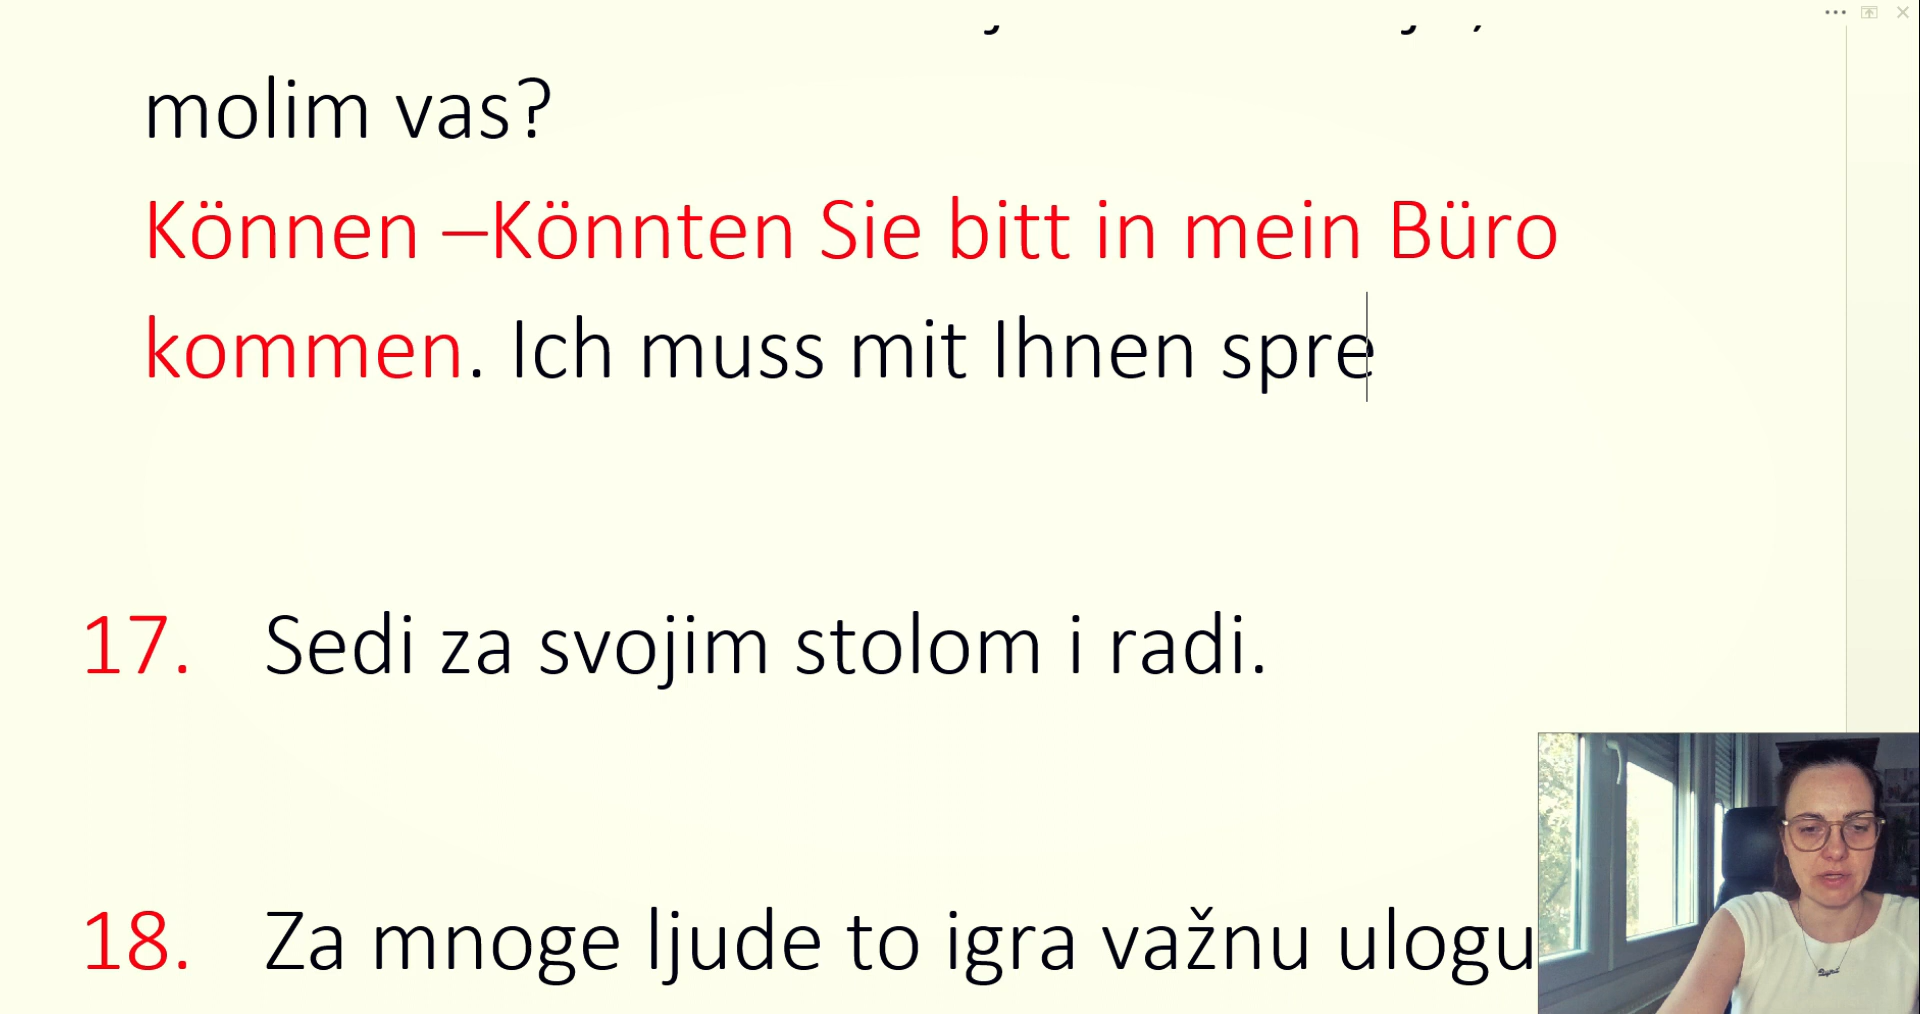 molim vas?
Können –Könnten Sie bitt in mein Büro
kommen. Ich muss mit Ihnen spre
17. Sedi za svojim stolom i radi.
18. Za mnoge ljude to igra važnu ulogu